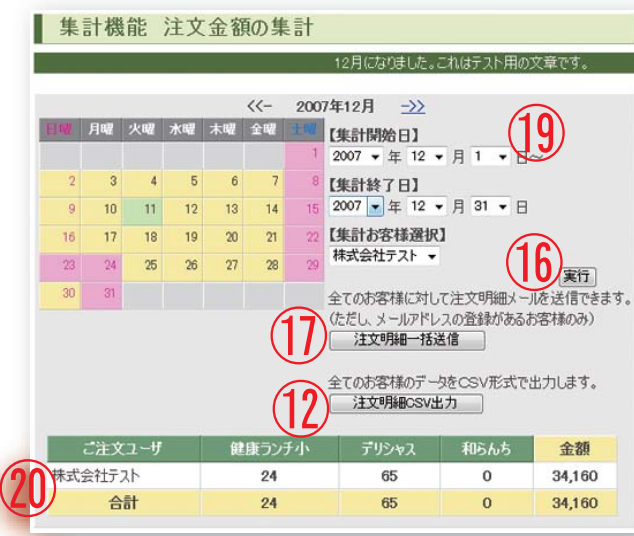 集計機能 注文金額の集計
12月になりました。これはテスト用の文章です。
<<- 2007年12月 ->>
日曜 月曜 火曜 水曜 木曜 金曜 土曜
1
2 3 4 5 6 7 8
9 10 11 12 13 14 15
16 17 18 19 20 21 22
23 24 25 26 27 28 29
30 31
【集計開始日】
⑲
2007 年 12 月 1 日～
【集計終了日】
2007 年 12 月 31 日
【集計お客様選択】
株式会社テスト
⑯
実行
全てのお客様に対して注文明細メールを送信できます。
(ただし、メールアドレスの登録があるお客様のみ)
⑰
注文明細一括送信
全てのお客様のデータをCSV形式で出力します。
⑫
注文明細CSV出力
ご注文ユーザ 健康ランチ小 デリシャス 和らんち 金額
⑳
株式会社テスト 24 65 0 34,160
合計 24 65 0 34,160